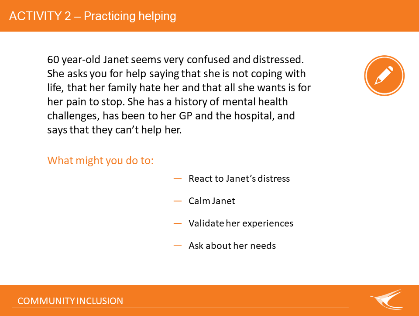 ACTIVITY 2 – Practicing helping
60 year-old Janet seems very confused and distressed.
She asks you for help saying that she is not coping with
life, that her family hate her and that all she wants is for
her pain to stop. She has a history of mental health
challenges, has been to her GP and the hospital, and
says that they can't help her.
What might you do to:
— React to Janet's distress
— Calm Janet
— Validate her experiences
— Ask about her needs
COMMUNITY INCLUSION